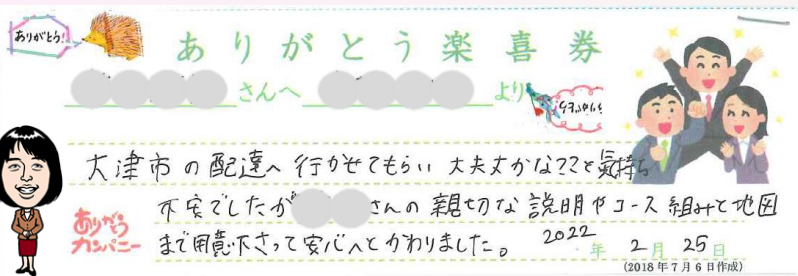 ありがとう!
ありがとう楽喜券
さんへ
より
大津市の配達へ行かせてもらい大丈夫かな??と気持ち
不安でしたが
さんの親切な説明やコース組みと地図
まで用意下さって安心へとかわりました。
2022年2月25日
ありがとう
カンパニー
(2018年7月6日作成)